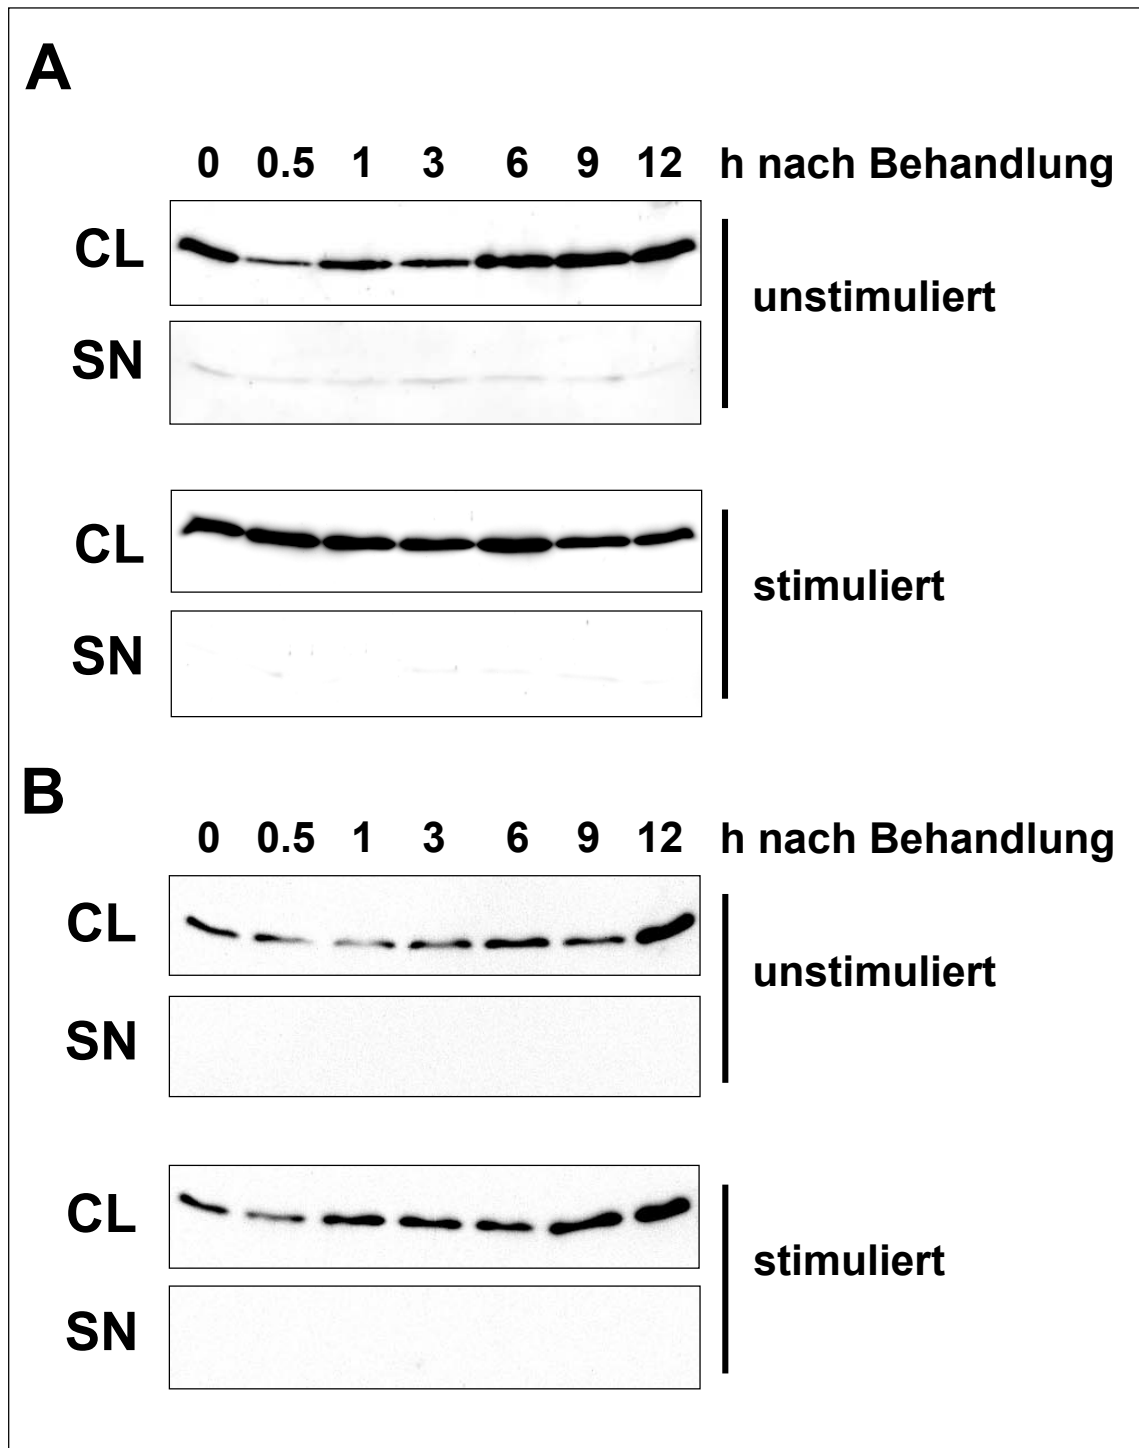 A
0 0.5 1 3 6 9 12 h nach Behandlung
CL
unstimuliert
SN
CL
stimuliert
SN
B
0 0.5 1 3 6 9 12 h nach Behandlung
CL
unstimuliert
SN
CL
stimuliert
SN